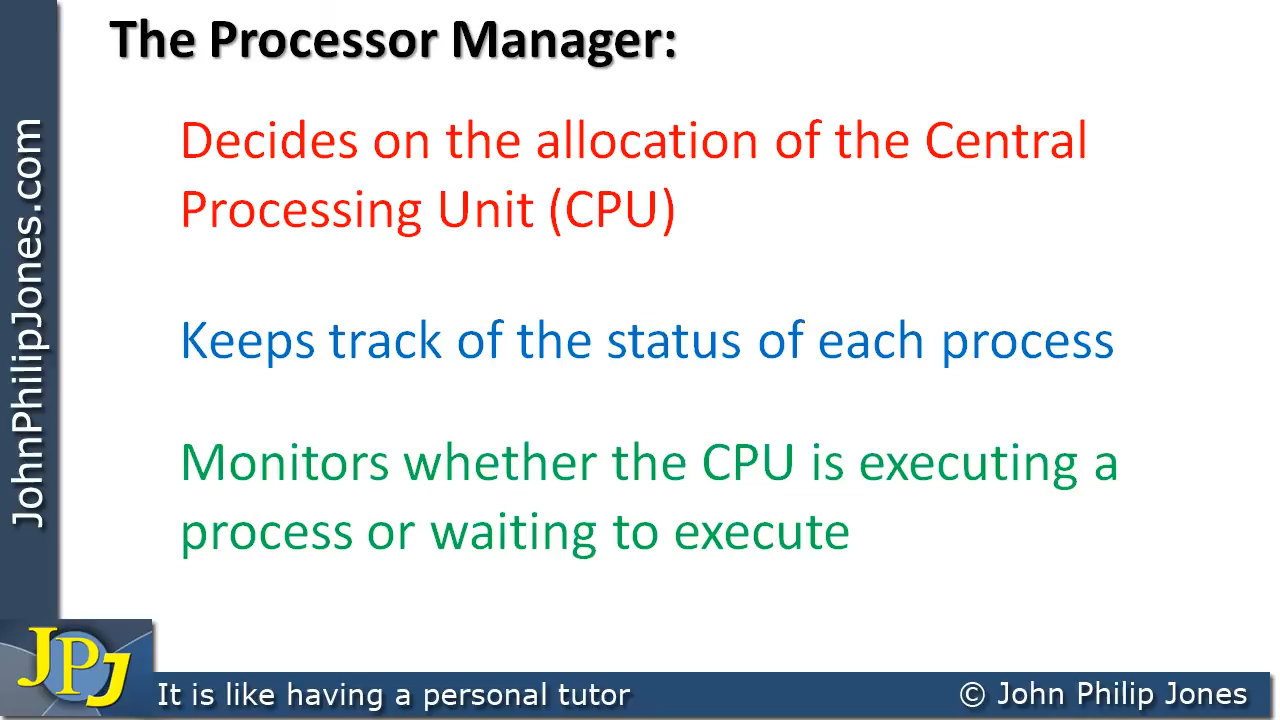 The Processor Manager:
Decides on the allocation of the Central
Processing Unit (CPU)
Keeps track of the status of each process
Monitors whether the CPU is executing a
process or waiting to execute
JohnPhilipJones.com
JPJ
It is like having a personal tutor
© John Philip Jones